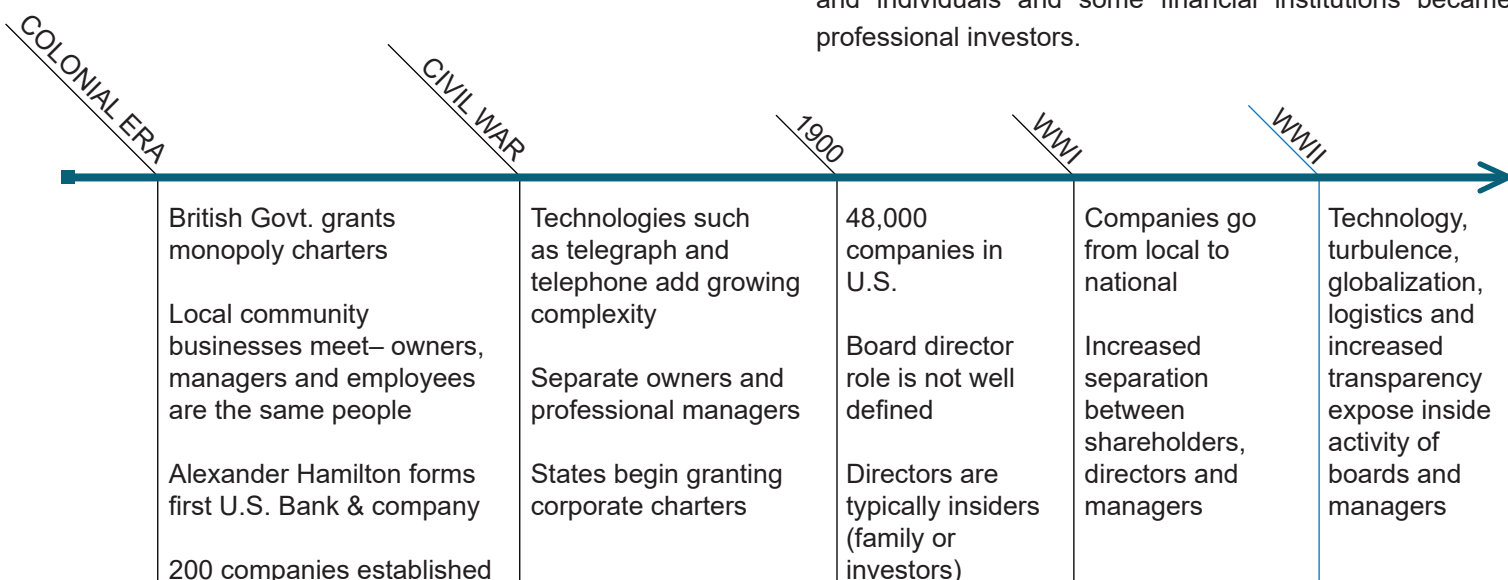 and individuals and some financial institutions became
professional investors.
COLONIAL ERA
British Govt. grants
monopoly charters
Local community
businesses meet– owners,
managers and employees
are the same people
Alexander Hamilton forms
first U.S. Bank & company
200 companies established
CIVIL WAR
Technologies such
as telegraph and
telephone add growing
complexity
Separate owners and
professional managers
States begin granting
corporate charters
1900
48,000
companies in
U.S.
Board director
role is not well
defined
Directors are
typically insiders
(family or
investors)
WWI
Companies go
from local to
national
Increased
separation
between
shareholders,
directors and
managers
WWII
Technology,
turbulence,
globalization,
logistics and
increased
transparency
expose inside
activity of
boards and
managers